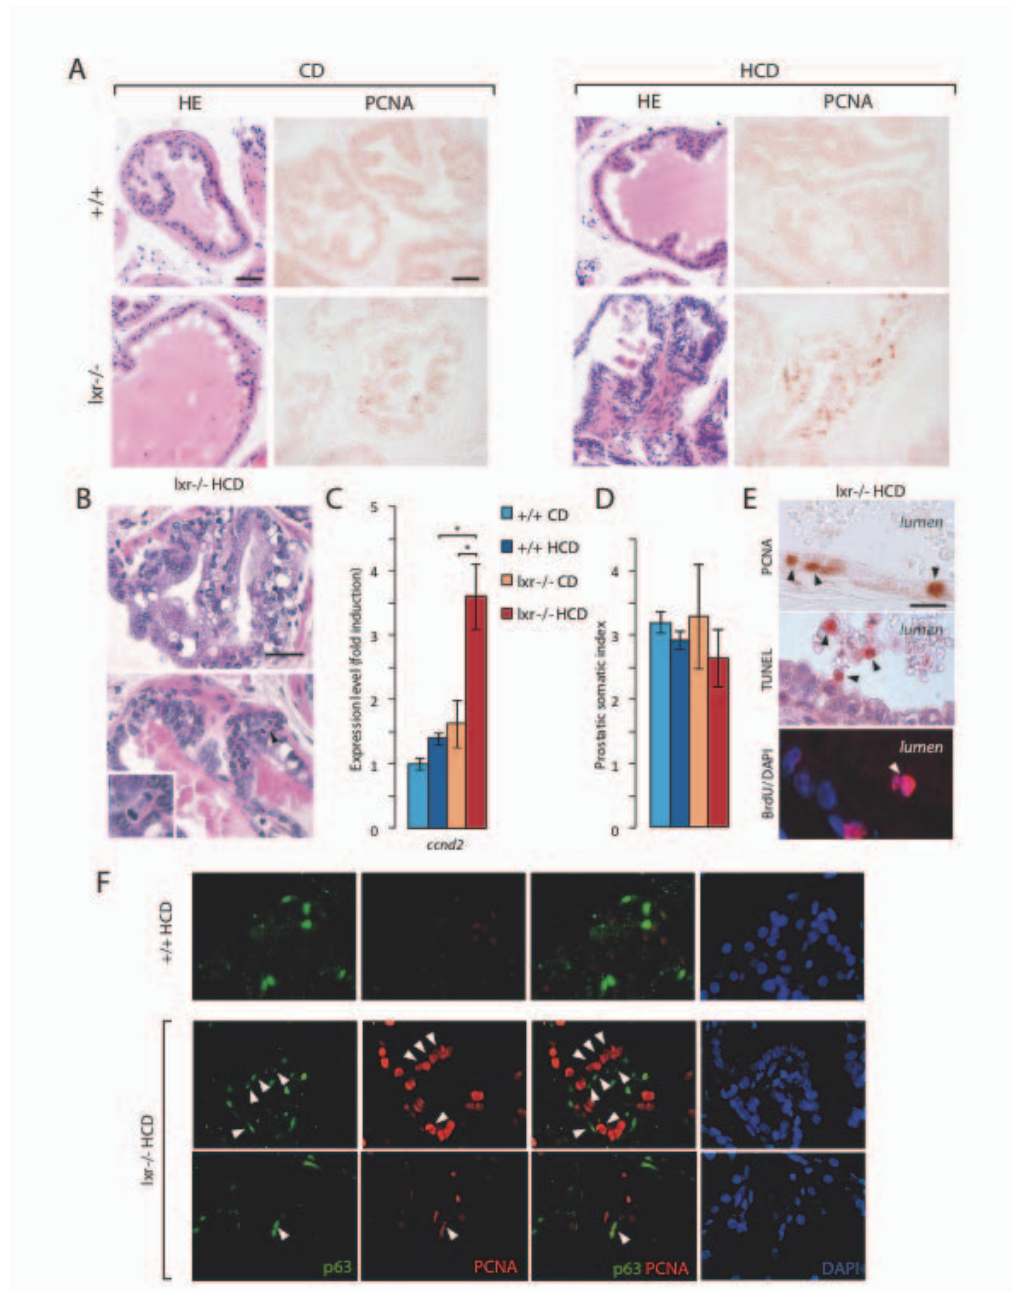 A
CD
HCD
HE
PCNA
HE
PCNA
+/+
lxr-/-
B
lxr-/- HCD
C
5
4
3
2
1
0
Expression level (fold induction)
ccnd2
+/+ CD
+/+ HCD
lxr-/- CD
lxr-/- HCD
*
*
D
4
3
2
1
0
Prostatic somatic index
E
lxr-/- HCD
PCNA
lumen
TUNEL
lumen
BrdU/DAPI
lumen
F
+/+ HCD
lxr-/- HCD
p63
PCNA
p63 PCNA
DAPI